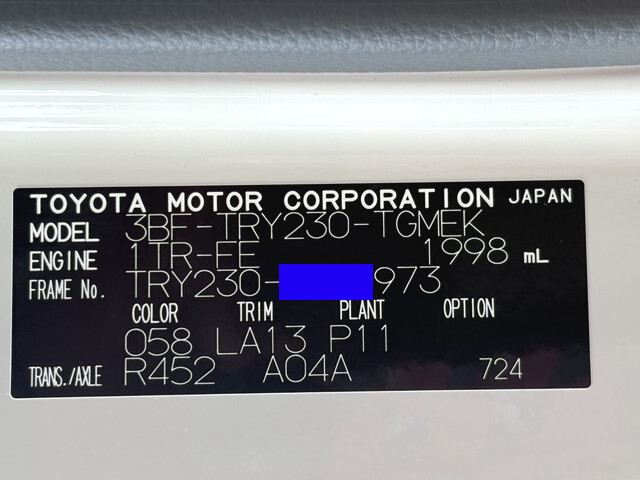 TOYOTA MOTOR CORPORATION JAPAN
MODEL 3BF-TRY230-TGMEK
ENGINE 1TR-FE 1998 mL
FRAME No. TRY230- 973
COLOR TRIM PLANT OPTION
058 LA13 P11
TRANS./AXLE R452 A04A 724